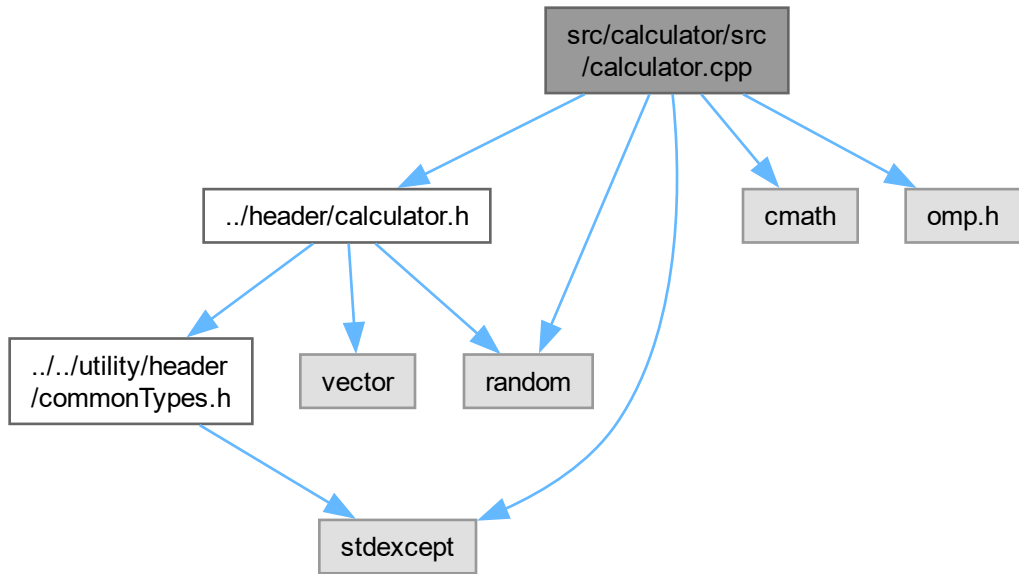 src/calculator/src
/calculator.cpp
../header/calculator.h
cmath
omp.h
../../utility/header
/commonTypes.h
vector
random
stdexcept